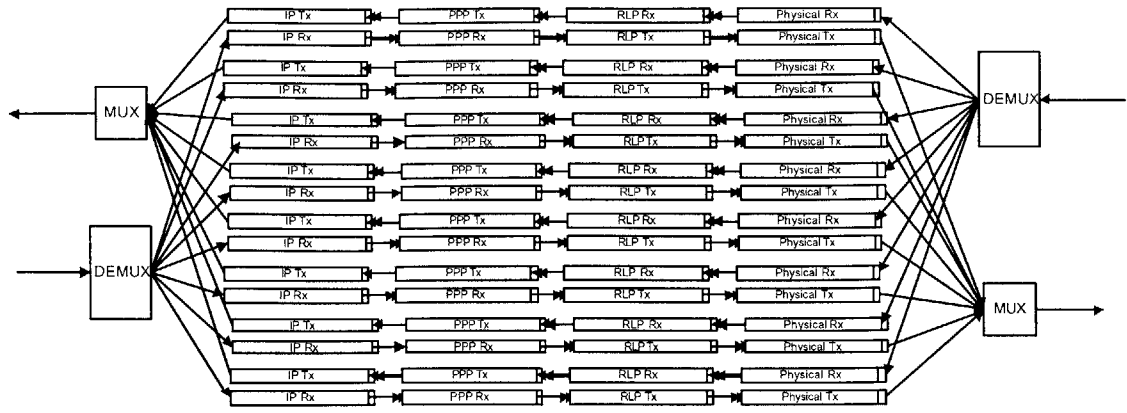 IP Tx PPP Tx RLP Rx Physical Rx
IP Rx PPP Rx RLP Tx Physical Tx
IP Tx PPP Tx RLP Rx Physical Rx
IP Rx PPP Rx RLP Tx Physical Tx
MUX DEMUX
IP Tx PPP Tx RLP Rx Physical Rx
IP Rx PPP Rx RLP Tx Physical Tx
IP Tx PPP Tx RLP Rx Physical Rx
IP Rx PPP Rx RLP Tx Physical Tx
IP Tx PPP Tx RLP Rx Physical Rx
IP Rx PPP Rx RLP Tx Physical Tx
DEMUX
IP Tx PPP Tx RLP Rx Physical Rx
IP Rx PPP Rx RLP Tx Physical Tx
MUX
IP Tx PPP Tx RLP Rx Physical Rx
IP Rx PPP Rx RLP Tx Physical Tx
IP Tx PPP Tx RLP Rx Physical Rx
IP Rx PPP Rx RLP Tx Physical Tx